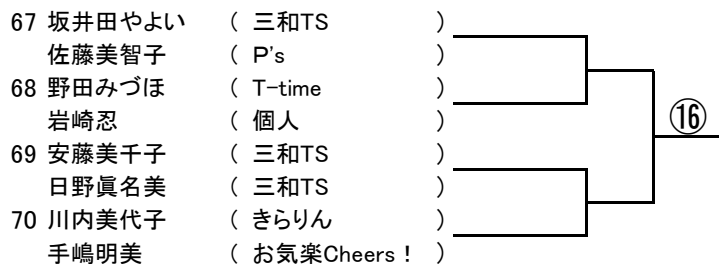 67 坂井田やよい ( 三和TS )
佐藤美智子 ( P's )
68 野田みづほ ( T-time )
岩崎忍 ( 個人 )
⑯
69 安藤美千子 ( 三和TS )
日野眞名美 ( 三和TS )
70 川内美代子 ( きらりん )
手嶋明美 ( お気楽Cheers！ )